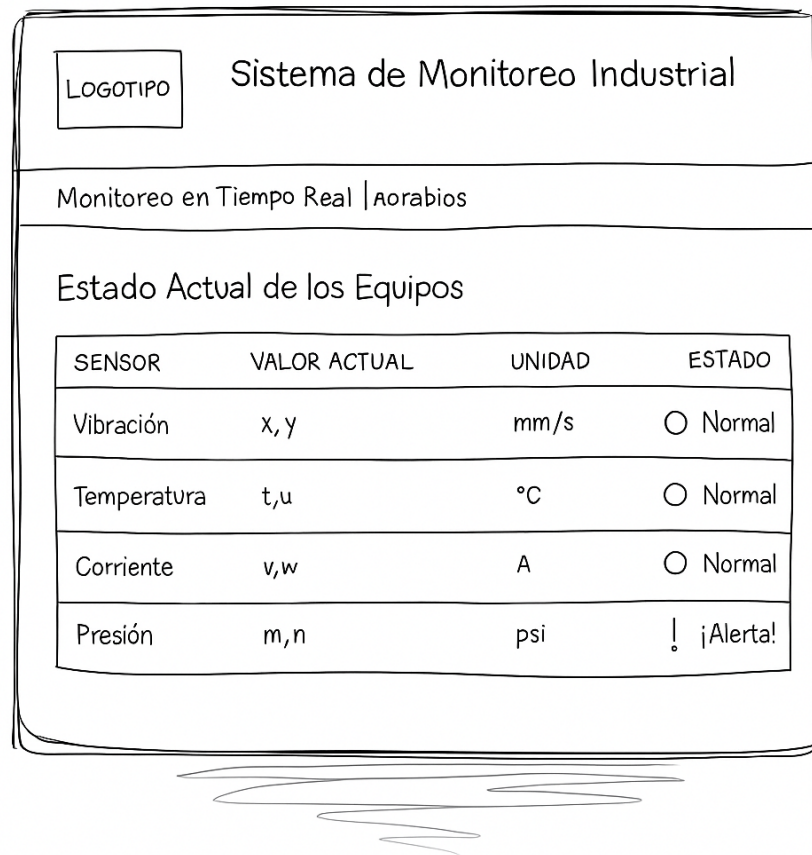 LOGOTIPO
Sistema de Monitoreo Industrial
Monitoreo en Tiempo Real | Aorabios
Estado Actual de los Equipos
SENSOR VALOR ACTUAL UNIDAD ESTADO
Vibración x, y mm/s Normal
Temperatura t,u °C Normal
Corriente v,w A Normal
Presión m,n psi ! ¡Alerta!